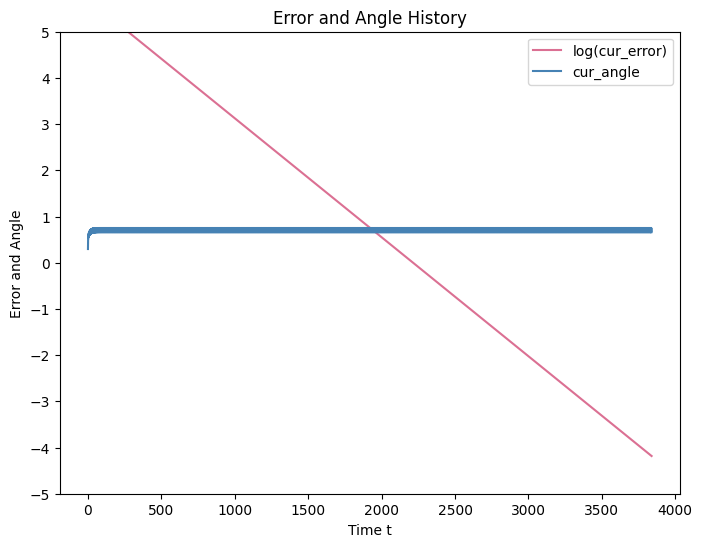 Error and Angle History
log(cur_error)
cur_angle
Error and Angle
5
4
3
2
1
0
−1
−2
−3
−4
−5
0 500 1000 1500 2000 2500 3000 3500 4000
Time t